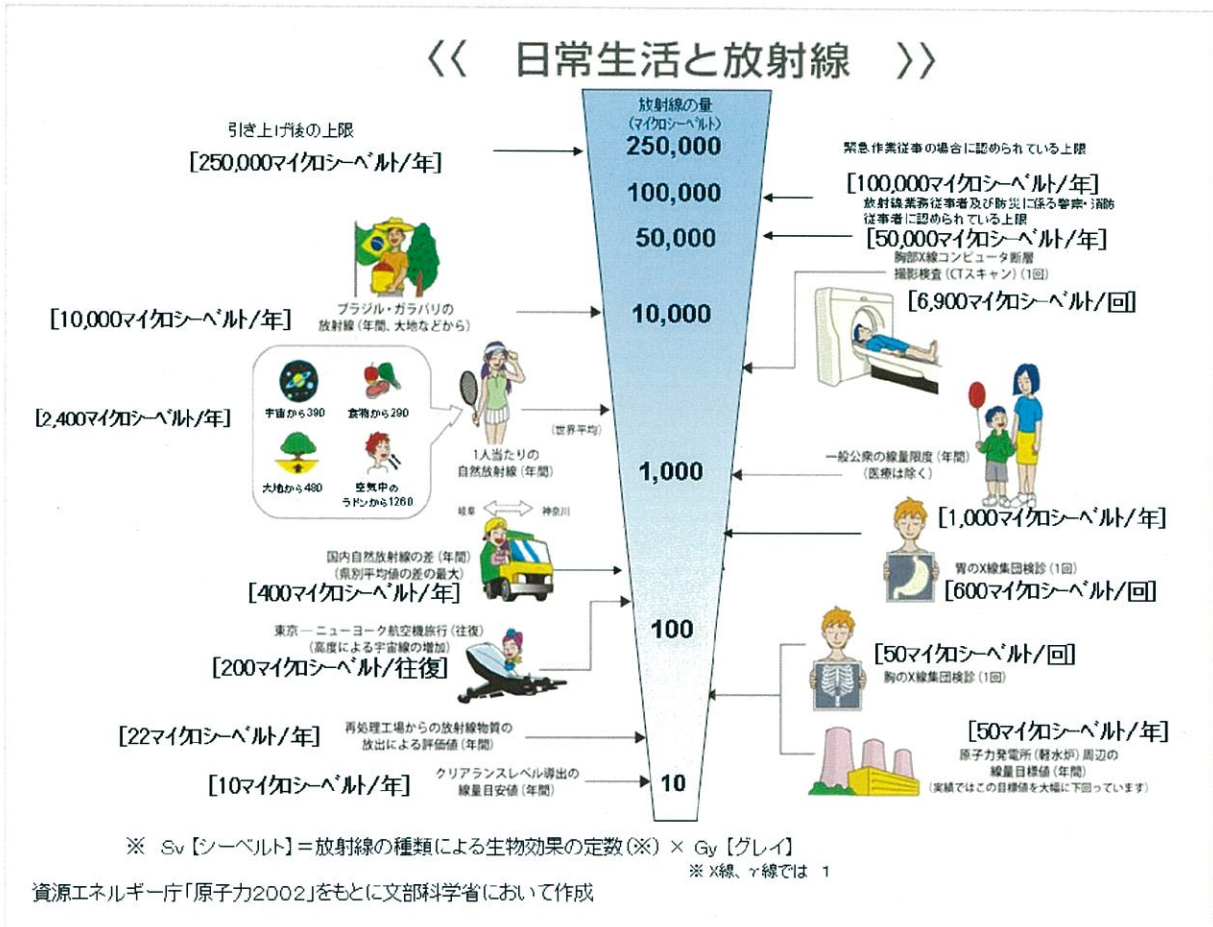 《 日常生活と放射線 》
放射線の量
(マイクロシーベルト)
250,000
100,000
50,000
10,000
1,000
100
10
引き上げ後の上限
[250,000マイクロシーベルト/年]
緊急作業従事の場合に認められている上限
[100,000マイクロシーベルト/年]
放射線業務従事者及び防災に係る警察・消防
従事者に認められている上限
[50,000マイクロシーベルト/年]
胸部X線コンピュータ断層
撮影検査(CTスキャン)(1回)
[6,900マイクロシーベルト/回]
[10,000マイクロシーベルト/年]
ブラジル・ガラパリの
放射線(年間、大地などから)
[2,400マイクロシーベルト/年]
宇宙から390
食物から290
大地から480
空気中の
ラドンから1260
(世界平均)
1人当たりの
自然放射線(年間)
一般公衆の線量限度(年間)
(医療は除く)
[1,000マイクロシーベルト/年]
岐阜
神奈川
国内自然放射線の差(年間)
(県別平均値の差の最大)
[400マイクロシーベルト/年]
胃のX線集団検診(1回)
[600マイクロシーベルト/回]
東京―ニューヨーク航空機旅行(往復)
(高度による宇宙線の増加)
[200マイクロシーベルト/往復]
[50マイクロシーベルト/回]
胸のX線集団検診(1回)
[22マイクロシーベルト/年]
再処理工場からの放射線物質の
放出による評価値(年間)
[50マイクロシーベルト/年]
原子力発電所(軽水炉)周辺の
線量目標値(年間)
(実績ではこの目標値を大幅に下回っています)
[10マイクロシーベルト/年]
クリアランスレベル導出の
線量目安値(年間)
※ Sv【シーベルト】=放射線の種類による生物効果の定数(※) × Gy【グレイ】
※ X線、γ線では 1
資源エネルギー庁「原子力2002」をもとに文部科学省において作成